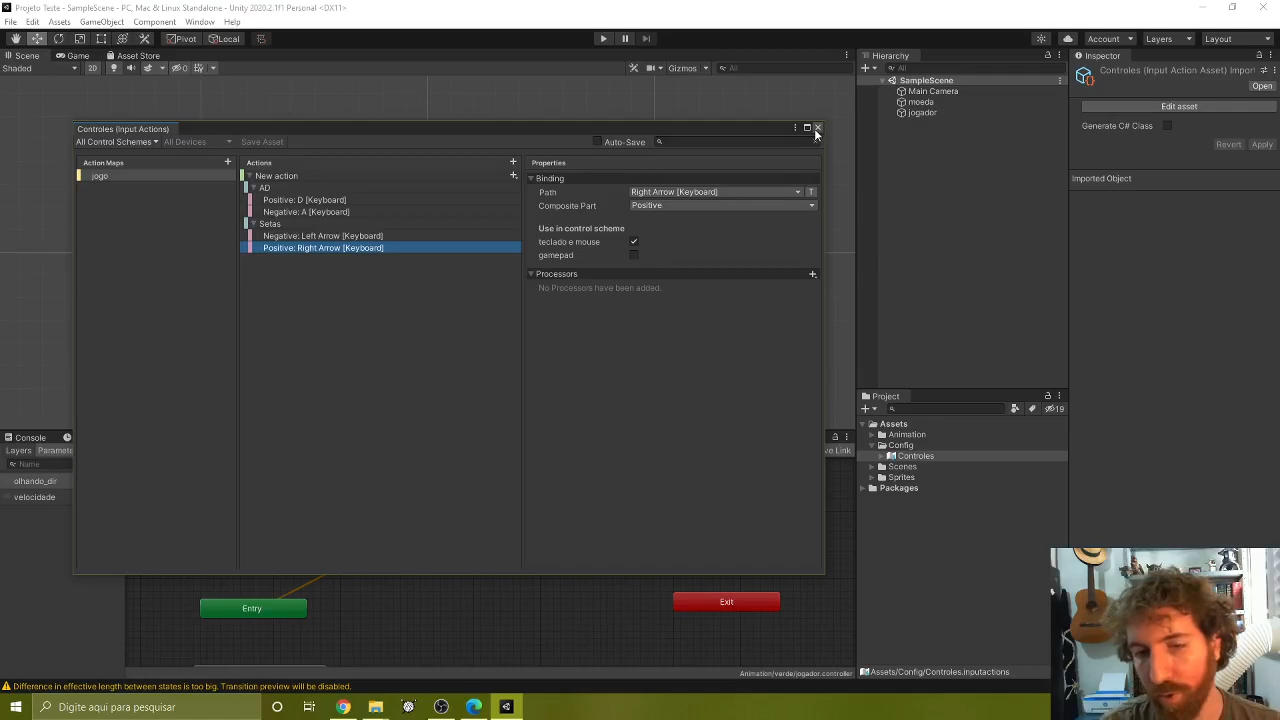 Projeto Teste - SampleScene - PC, Mac & Linux Standalone - Unity 2020.2.1f1 Personal <DX11>
File Edit Assets GameObject Component Window Help
Pivot Local Account Layers Layout
Scene Game Asset Store
Shaded 2D 0 Gizmos All
Controles (Input Actions)
All Control Schemes All Devices Save Asset Auto-Save
Action Maps
jogo
Actions
New action
AD
Positive: D [Keyboard]
Negative: A [Keyboard]
Setas
Negative: Left Arrow [Keyboard]
Positive: Right Arrow [Keyboard]
Properties
Binding
Path Right Arrow [Keyboard] T
Composite Part Positive
Use in control scheme
teclado e mouse
gamepad
Processors
No Processors have been added.
Hierarchy
All
SampleScene
Main Camera
moeda
jogador
Inspector
Controles (Input Action Asset) Impor
Open
Edit asset
Generate C# Class
Revert Apply
Imported Object
Project
19
Assets
Animation
Config
Controles
Scenes
Sprites
Packages
Assets/Config/Controles.inputactions
Console
Layers Paramete
Name
olhando_dir
velocidade
ve Link
Entry
Exit
Animation/verde/jogador.controller
Difference in effective length between states is too big. Transition preview will be disabled.
Digite aqui para pesquisar